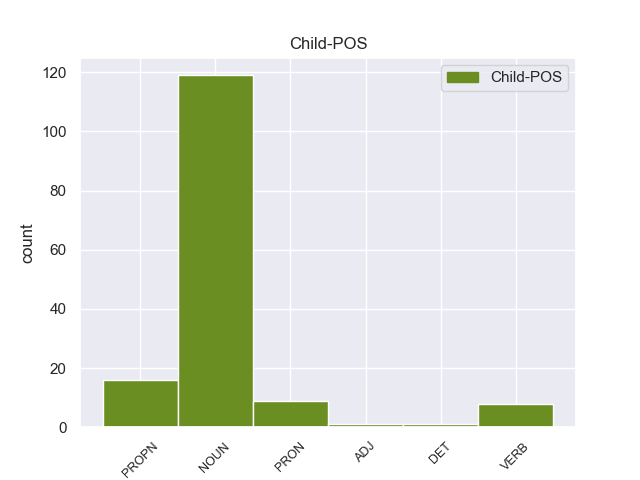 Child-POS
Child-POS
120
100
80
60
40
20
0
count
PROPN
NOUN
PRON
ADJ
DET
VERB